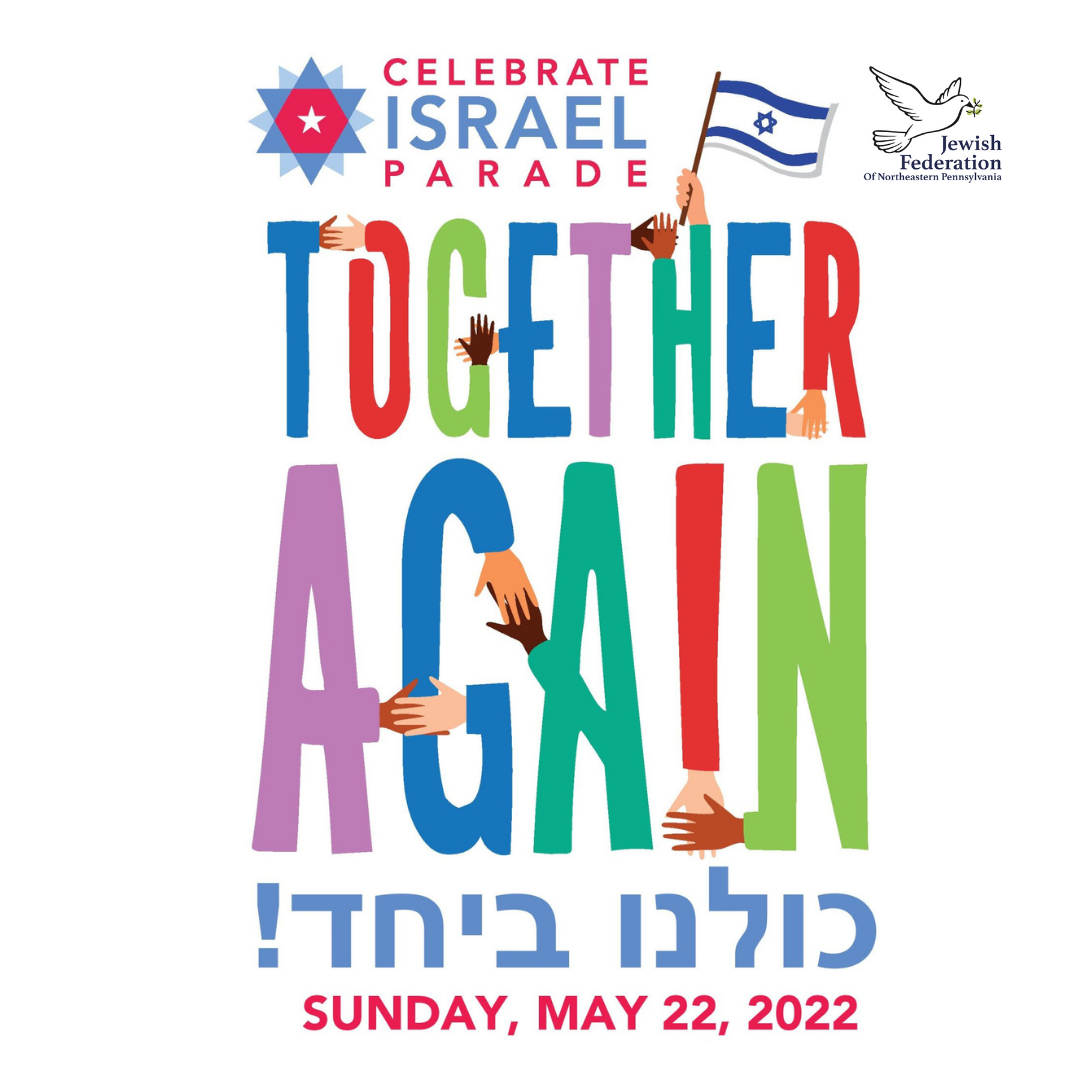 CELEBRATE
ISRAEL
PARADE
Jewish
Federation
Of Northeastern Pennsylvania
TOGETHER
AGAIN
כולנו ביחד!
SUNDAY, MAY 22, 2022